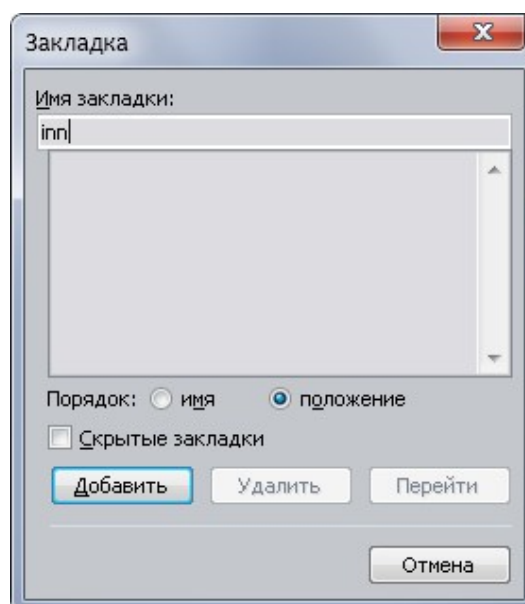 Закладка
Имя закладки:
inn
Порядок: имя положение
Скрытые закладки
Добавить Удалить Перейти
Отмена